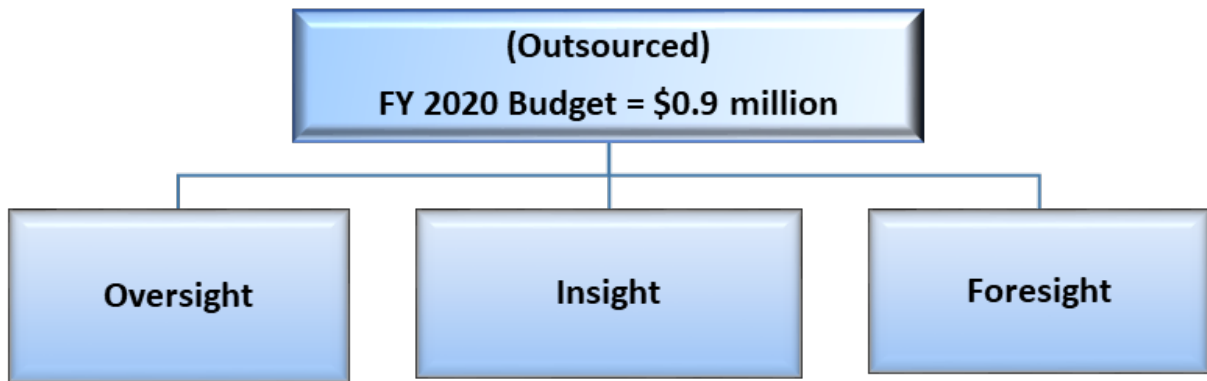 (Outsourced)
FY 2020 Budget = $0.9 million
Oversight
Insight
Foresight